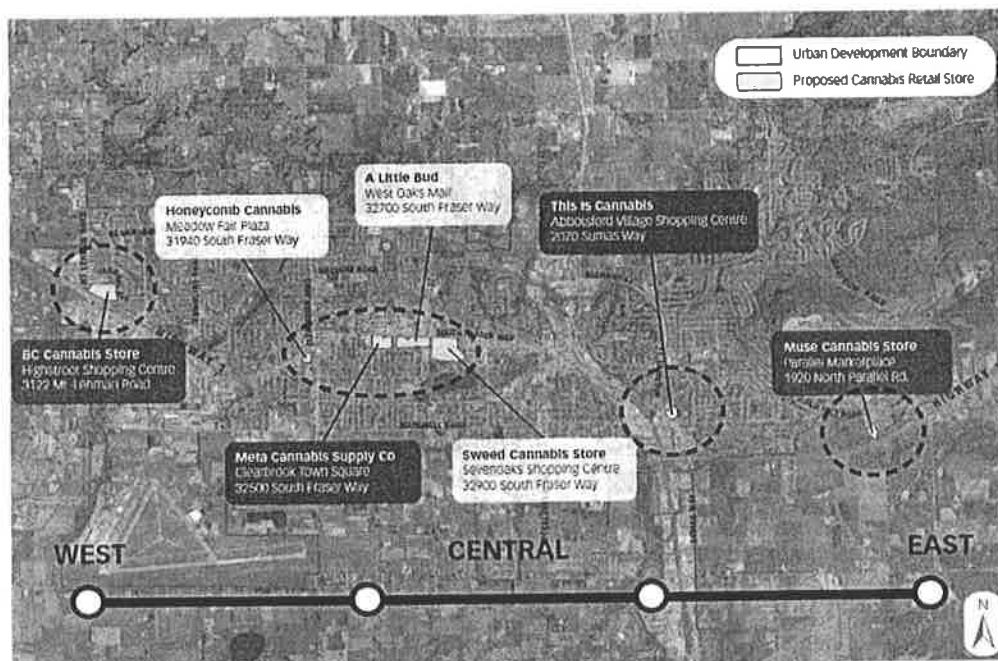 Urban Development Boundary
Proposed Cannabis Retail Store
A Little Bud
West Oaks Mall
32700 South Fraser Way
Honeycomb Cannabis
Meadow Fair Plaza
31940 South Fraser Way
This Is Cannabis
Abbotsford Village Shopping Centre
2070 Sumas Way
BC Cannabis Store
Highstreet Shopping Centre
3122 Mt. Lehman Road
Muse Cannabis Store
Parallel Marketplace
1920 North Parallel Rd.
Meta Cannabis Supply Co
Clearbrook Town Square
32500 South Fraser Way
Sweed Cannabis Store
Sevenoaks Shopping Centre
32900 South Fraser Way
WEST
CENTRAL
EAST
N